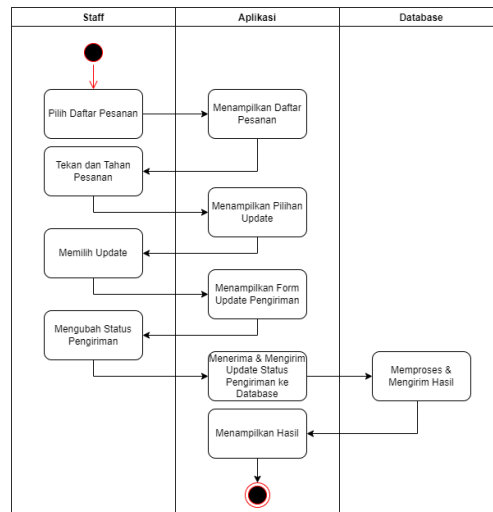 Staff
Aplikasi
Database
Pilih Daftar Pesanan
Menampilkan Daftar
Pesanan
Tekan dan Tahan
Pesanan
Menampilkan Pilihan
Update
Memilih Update
Menampilkan Form
Update Pengiriman
Mengubah Status
Pengiriman
Menerima & Mengirim
Update Status
Pengiriman ke
Database
Memproses &
Mengirim Hasil
Menampilkan Hasil